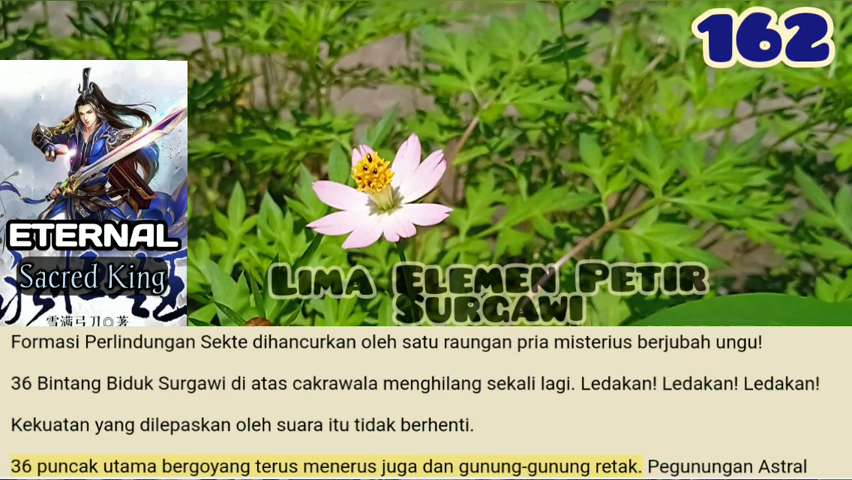 162
ETERNAL
Sacred King
雪满弓刀◎著
LIMA ELEMEN PETIR
SURGAWI
Formasi Perlindungan Sekte dihancurkan oleh satu raungan pria misterius berjubah ungu!
36 Bintang Biduk Surgawi di atas cakrawala menghilang sekali lagi. Ledakan! Ledakan! Ledakan!
Kekuatan yang dilepaskan oleh suara itu tidak berhenti.
36 puncak utama bergoyang terus menerus juga dan gunung-gunung retak. Pegunungan Astral